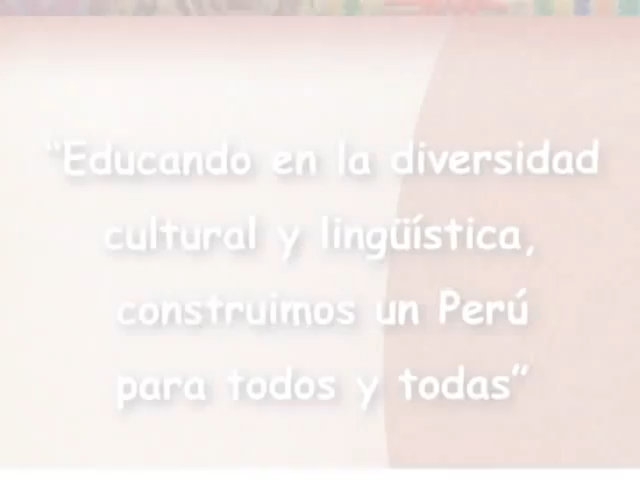 “Educando en la diversidad
cultural y lingüística,
construimos un Perú
para todos y todas”